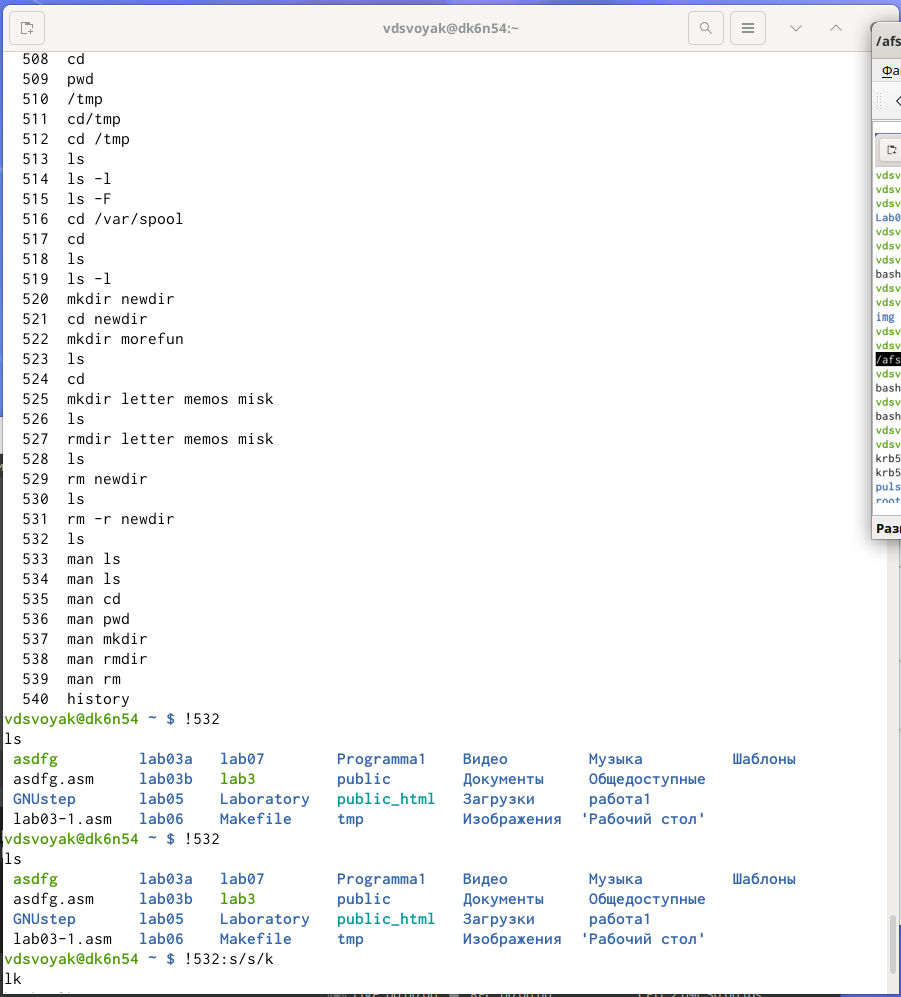 vdsvoyak@dk6n54:~
508 cd
509 pwd
510 /tmp
511 cd/tmp
512 cd /tmp
513 ls
514 ls -l
515 ls -F
516 cd /var/spool
517 cd
518 ls
519 ls -l
520 mkdir newdir
521 cd newdir
522 mkdir morefun
523 ls
524 cd
525 mkdir letter memos misk
526 ls
527 rmdir letter memos misk
528 ls
529 rm newdir
530 ls
531 rm -r newdir
532 ls
533 man ls
534 man ls
535 man cd
536 man pwd
537 man mkdir
538 man rmdir
539 man rm
540 history
vdsvoyak@dk6n54 ~ $ !532
ls
asdfg lab03a lab07 Programma1 Видео Музыка Шаблоны
asdfg.asm lab03b lab3 public Документы Общедоступные
GNUstep lab05 Laboratory public_html Загрузки работа1
lab03-1.asm lab06 Makefile tmp Изображения 'Рабочий стол'
vdsvoyak@dk6n54 ~ $ !532
ls
asdfg lab03a lab07 Programma1 Видео Музыка Шаблоны
asdfg.asm lab03b lab3 public Документы Общедоступные
GNUstep lab05 Laboratory public_html Загрузки работа1
lab03-1.asm lab06 Makefile tmp Изображения 'Рабочий стол'
vdsvoyak@dk6n54 ~ $ !532:s/s/k
lk
/afs
vdsv
vdsv
vdsv
Lab0
vdsv
vdsv
vdsv
bash
vdsv
vdsv
img
vdsv
vdsv
/afs
vdsv
bash
vdsv
bash
vdsv
vdsv
krb5
krb5
puls
root